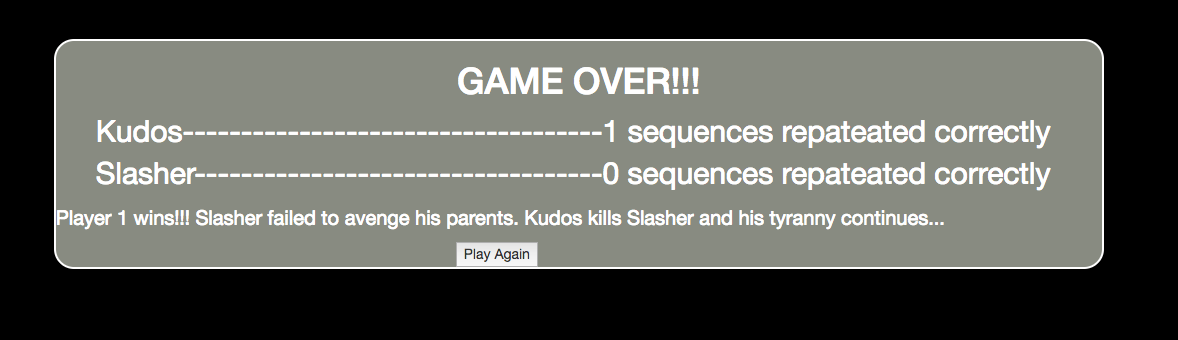 GAME OVER!!!
Kudos------------------------------------1 sequences repateated correctly
Slasher-----------------------------------0 sequences repateated correctly
Player 1 wins!!! Slasher failed to avenge his parents. Kudos kills Slasher and his tyranny continues...
Play Again